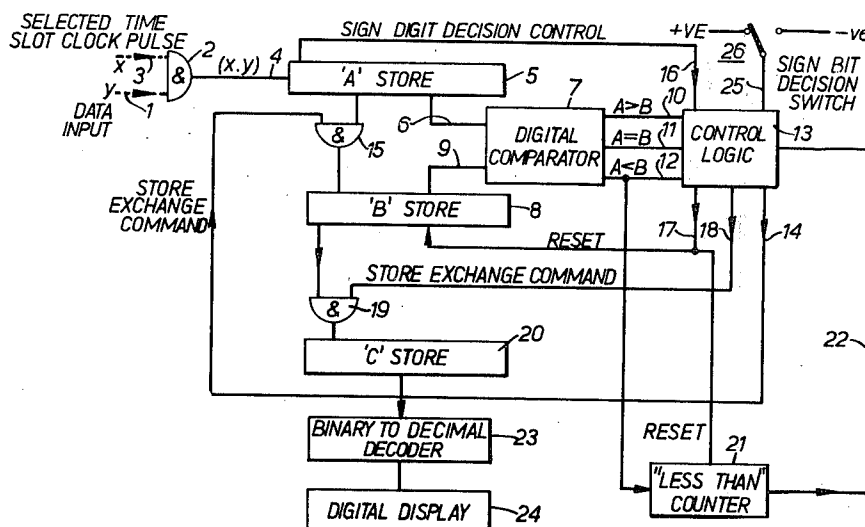 SELECTED TIME
SLOT CLOCK PULSE
x
3
2
&
(x.y)
4
y
1
DATA
INPUT
SIGN DIGIT DECISION CONTROL
'A' STORE
5
16
+VE
-ve
26
SIGN BIT
DECISION
SWITCH
25
6
7
DIGITAL
COMPARATOR
A>B
10
A=B
11
A<B
12
CONTROL
LOGIC
13
&
15
9
STORE
EXCHANGE
COMMAND
'B' STORE
8
RESET
17
18
14
STORE EXCHANGE COMMAND
&
19
20
'C' STORE
22
BINARY TO DECIMAL
DECODER
23
RESET
21
"LESS THAN"
COUNTER
DIGITAL DISPLAY
24